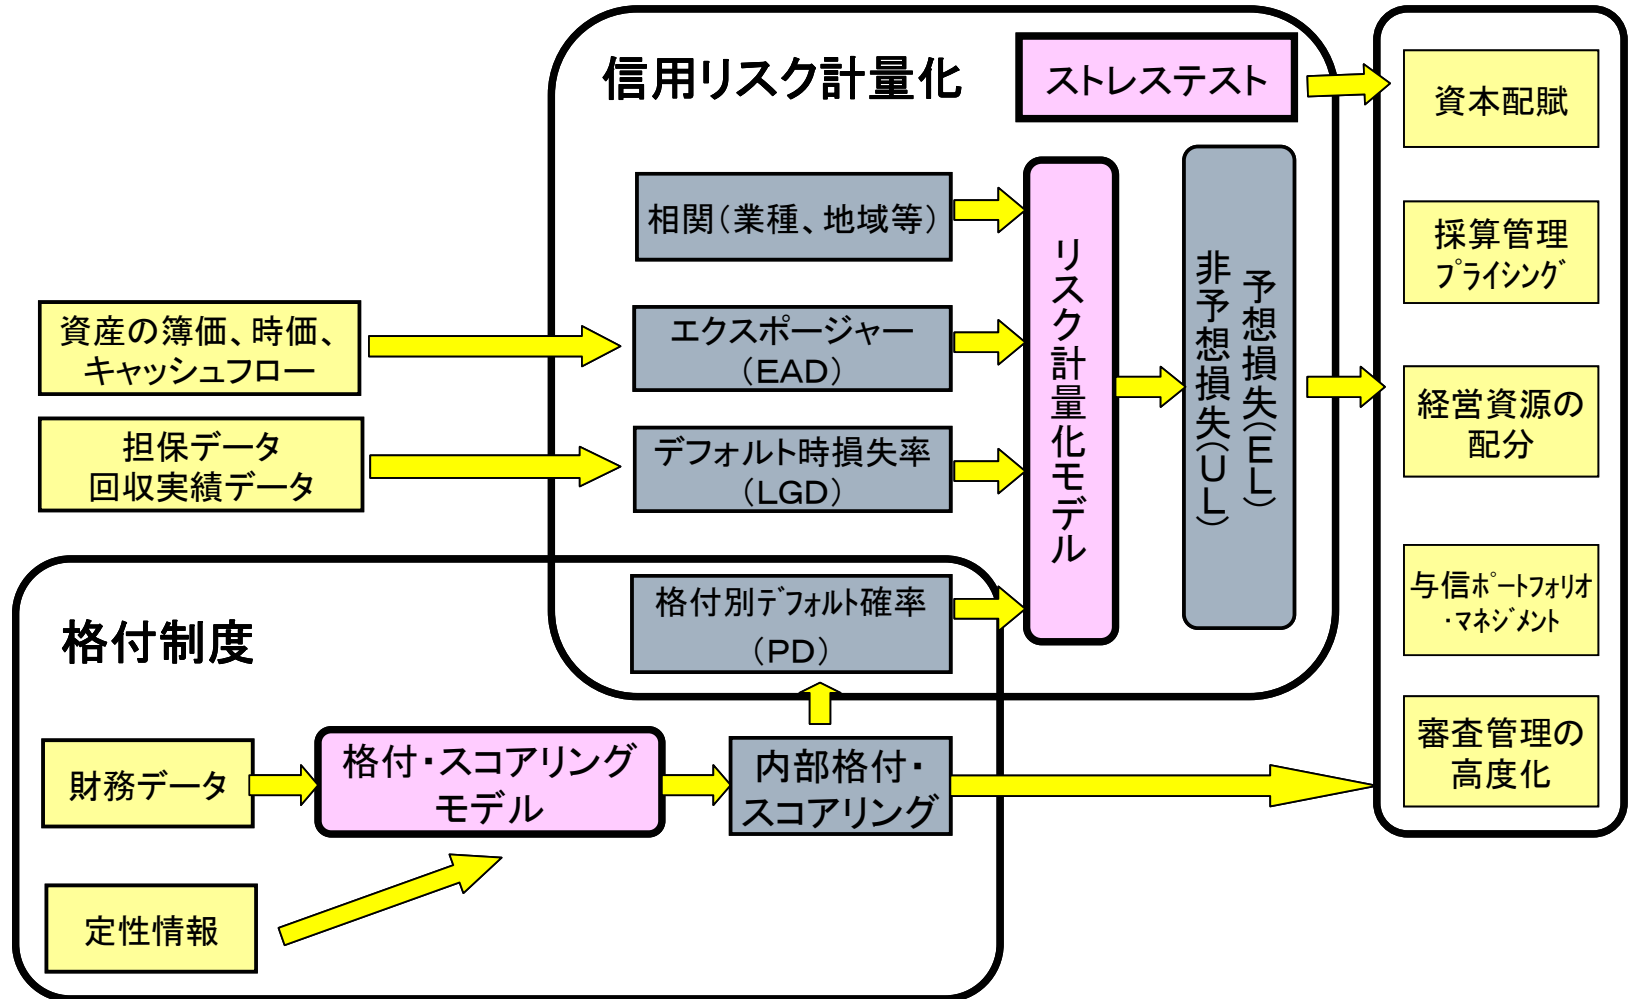 信用リスク計量化
ストレステスト
相関（業種、地域等）
資産の簿価、時価、
キャッシュフロー
エクスポージャー
（EAD）
担保データ
回収実績データ
デフォルト時損失率
（LGD）
格付別ﾃﾞﾌｫﾙﾄ確率
（PD）
リスク計量化モデル
予想損失（ＥＬ）
非予想損失（ＵＬ）
格付制度
財務データ
定性情報
格付・スコアリング
モデル
内部格付・
スコアリング
資本配賦
採算管理
ﾌﾟﾗｲｼﾝｸﾞ
経営資源の
配分
与信ﾎﾟｰﾄﾌｫﾘｵ
・ﾏﾈｼﾞﾒﾝﾄ
審査管理の
高度化